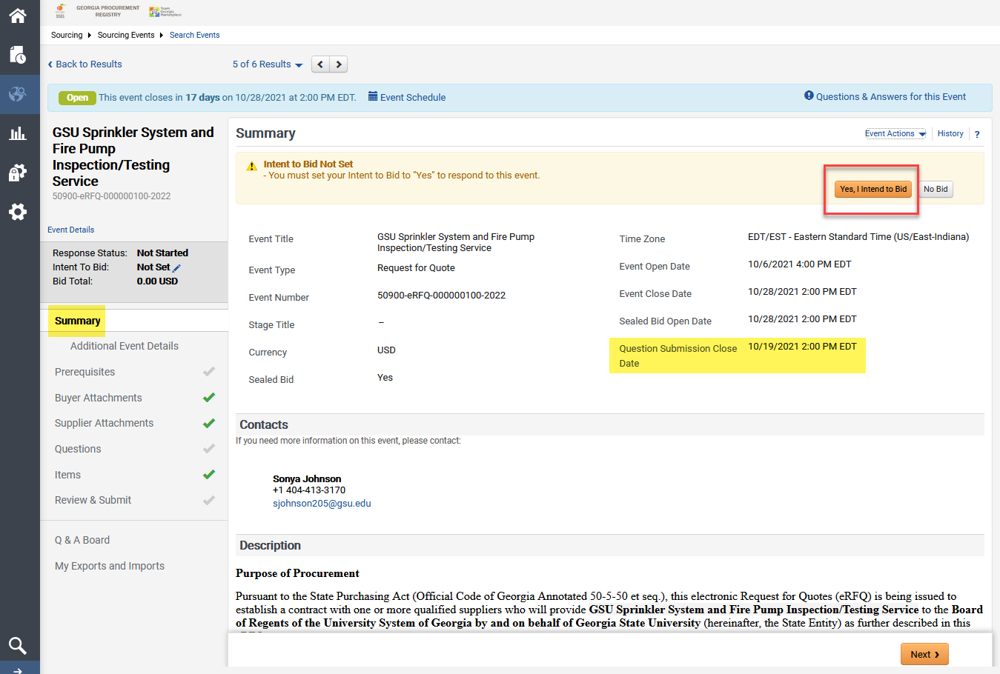 GEORGIA PROCUREMENT
REGISTRY
Team
Georgia
Marketplace
Sourcing Sourcing Events Search Events
Back to Results
5 of 6 Results
Open This event closes in 17 days on 10/28/2021 at 2:00 PM EDT. Event Schedule
Questions & Answers for this Event
GSU Sprinkler System and
Fire Pump
Inspection/Testing
Service
50900-eRFQ-000000100-2022
Event Details
Response Status: Not Started
Intent To Bid: Not Set
Bid Total: 0.00 USD
Summary
Additional Event Details
Prerequisites
Buyer Attachments
Supplier Attachments
Questions
Items
Review & Submit
Q & A Board
My Exports and Imports
Summary
Event Actions History ?
Intent to Bid Not Set
- You must set your Intent to Bid to "Yes" to respond to this event.
Yes, I Intend to Bid No Bid
Event Title GSU Sprinkler System and Fire Pump
Inspection/Testing Service
Event Type Request for Quote
Event Number 50900-eRFQ-000000100-2022
Stage Title –
Currency USD
Sealed Bid Yes
Time Zone EDT/EST - Eastern Standard Time (US/East-Indiana)
Event Open Date 10/6/2021 4:00 PM EDT
Event Close Date 10/28/2021 2:00 PM EDT
Sealed Bid Open Date 10/28/2021 2:00 PM EDT
Question Submission Close 10/19/2021 2:00 PM EDT
Date
Contacts
If you need more information on this event, please contact:
Sonya Johnson
+1 404-413-3170
sjohnson205@gsu.edu
Description
Purpose of Procurement
Pursuant to the State Purchasing Act (Official Code of Georgia Annotated 50-5-50 et seq.), this electronic Request for Quotes (eRFQ) is being issued to
establish a contract with one or more qualified suppliers who will provide GSU Sprinkler System and Fire Pump Inspection/Testing Service to the Board
of Regents of the University System of Georgia by and on behalf of Georgia State University (hereinafter, the State Entity) as further described in this
Next